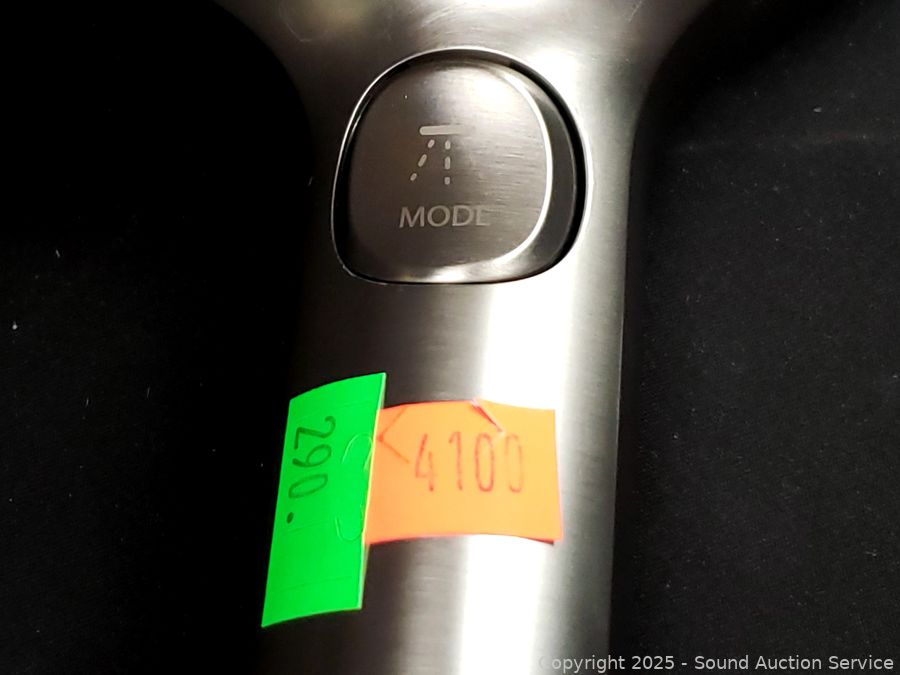 MODE
290.
4100
Copyright 2025 - Sound Auction Service